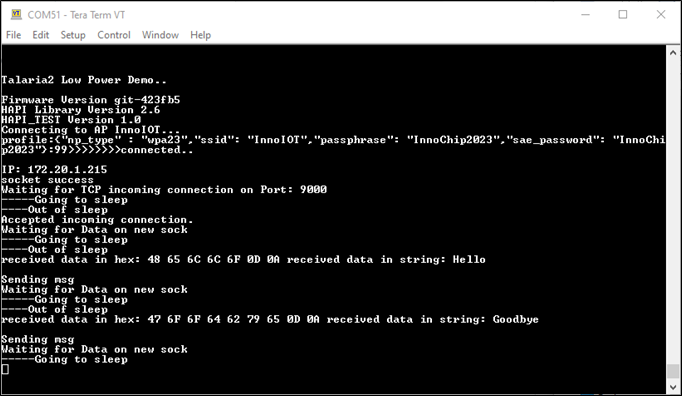 COM51 - Tera Term VT
File Edit Setup Control Window Help
Talaria2 Low Power Demo..
Firmware Version git-423fb5
HAPI Library Version 2.6
HAPI_TEST Version 1.0
Connecting to AP InnoIOT...
profile:{"np_type" : "wpa23","ssid": "InnoIOT","passphrase": "InnoChip2023","sae_password": "InnoChi
p2023"}:99>>>>>>>>connected..
IP: 172.20.1.215
socket success
Waiting for TCP incoming connection on Port: 9000
-----Going to sleep
----Out of sleep
Accepted incoming connection.
Waiting for Data on new sock
-----Going to sleep
----Out of sleep
received data in hex: 48 65 6C 6C 6F 0D 0A received data in string: Hello
Sending msg
Waiting for Data on new sock
-----Going to sleep
----Out of sleep
received data in hex: 47 6F 6F 64 62 79 65 0D 0A received data in string: Goodbye
Sending msg
Waiting for Data on new sock
-----Going to sleep